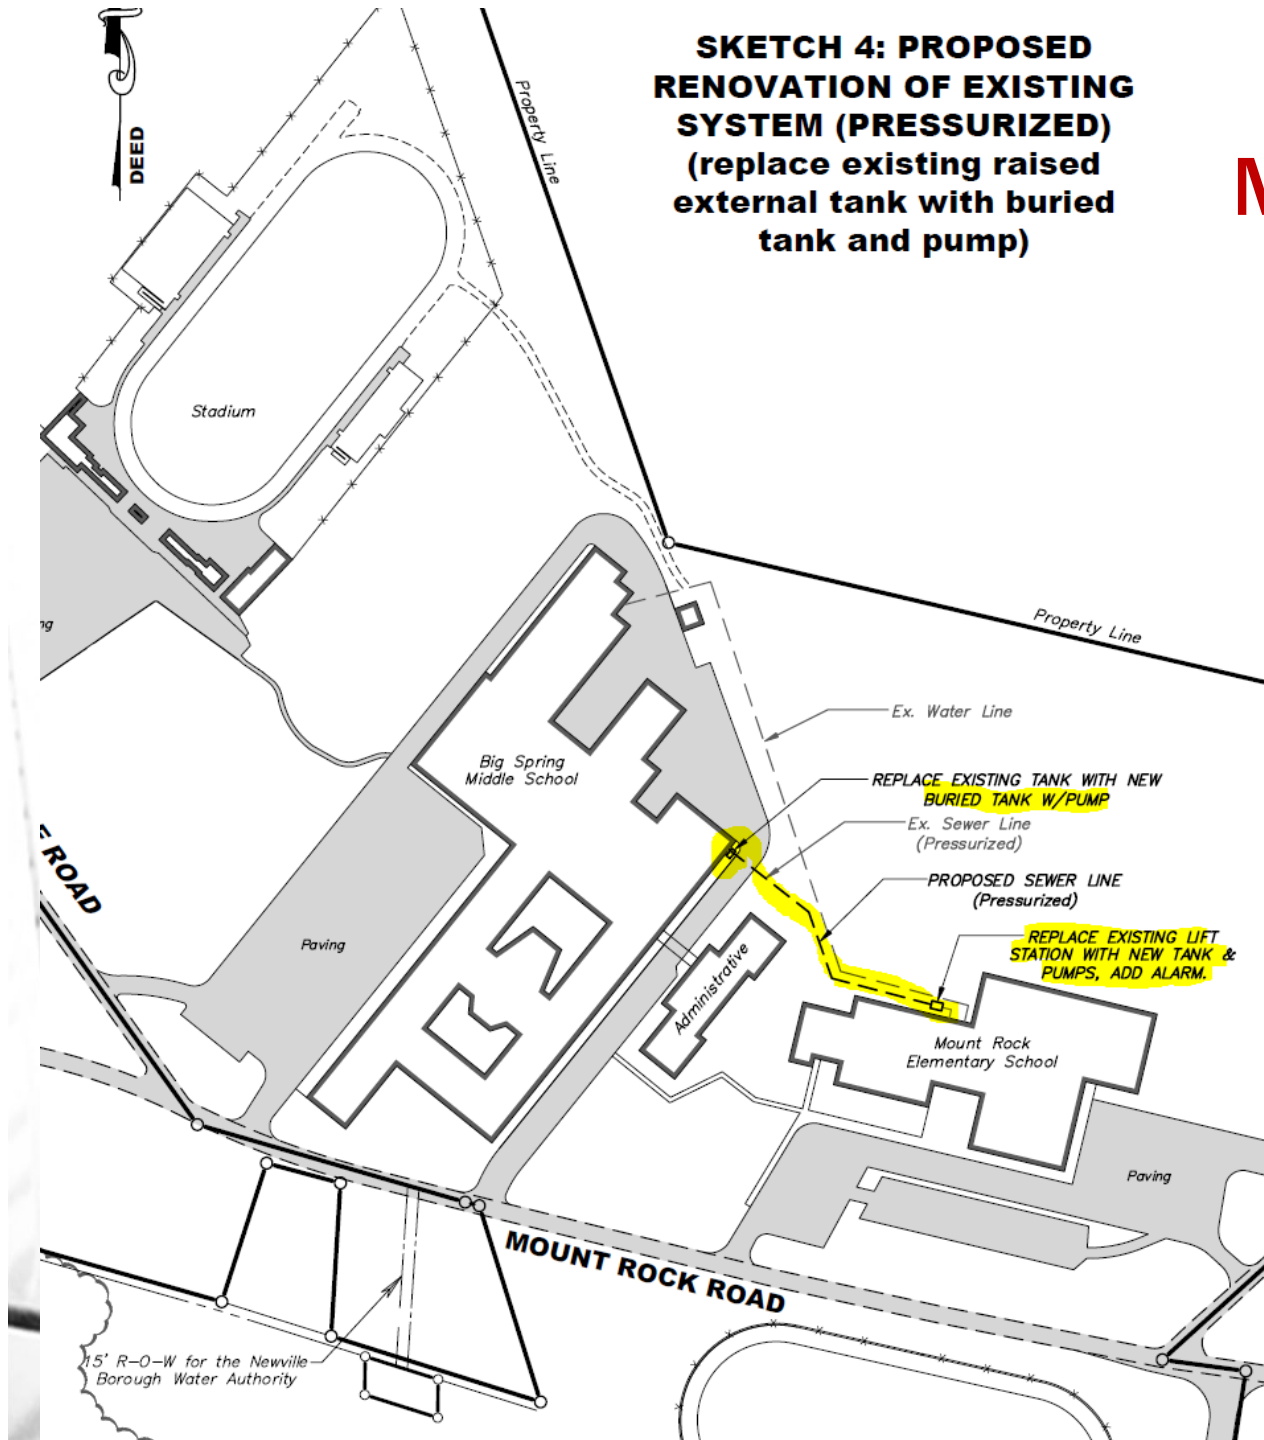 SKETCH 4: PROPOSED
RENOVATION OF EXISTING
SYSTEM (PRESSURIZED)
(replace existing raised
external tank with buried
tank and pump)
DEED
Property Line
Stadium
Property Line
Ex. Water Line
Big Spring
Middle School
REPLACE EXISTING TANK WITH NEW
BURIED TANK W/PUMP
Ex. Sewer Line
(Pressurized)
PROPOSED SEWER LINE
(Pressurized)
REPLACE EXISTING LIFT
STATION WITH NEW TANK &
PUMPS, ADD ALARM.
ROAD
Paving
Administrative
Mount Rock
Elementary School
Paving
MOUNT ROCK ROAD
15' R-O-W for the Newville
Borough Water Authority